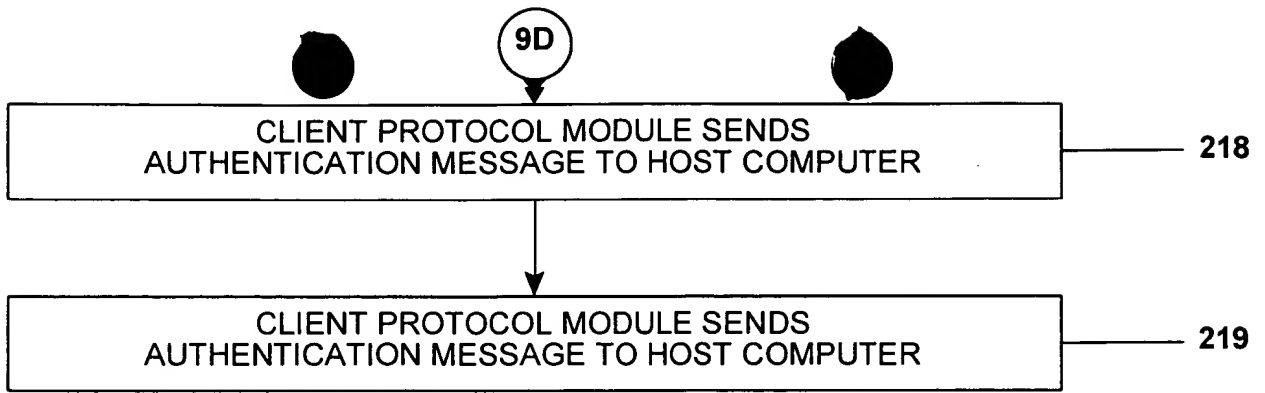 9D
CLIENT PROTOCOL MODULE SENDS
AUTHENTICATION MESSAGE TO HOST COMPUTER
218
CLIENT PROTOCOL MODULE SENDS
AUTHENTICATION MESSAGE TO HOST COMPUTER
219